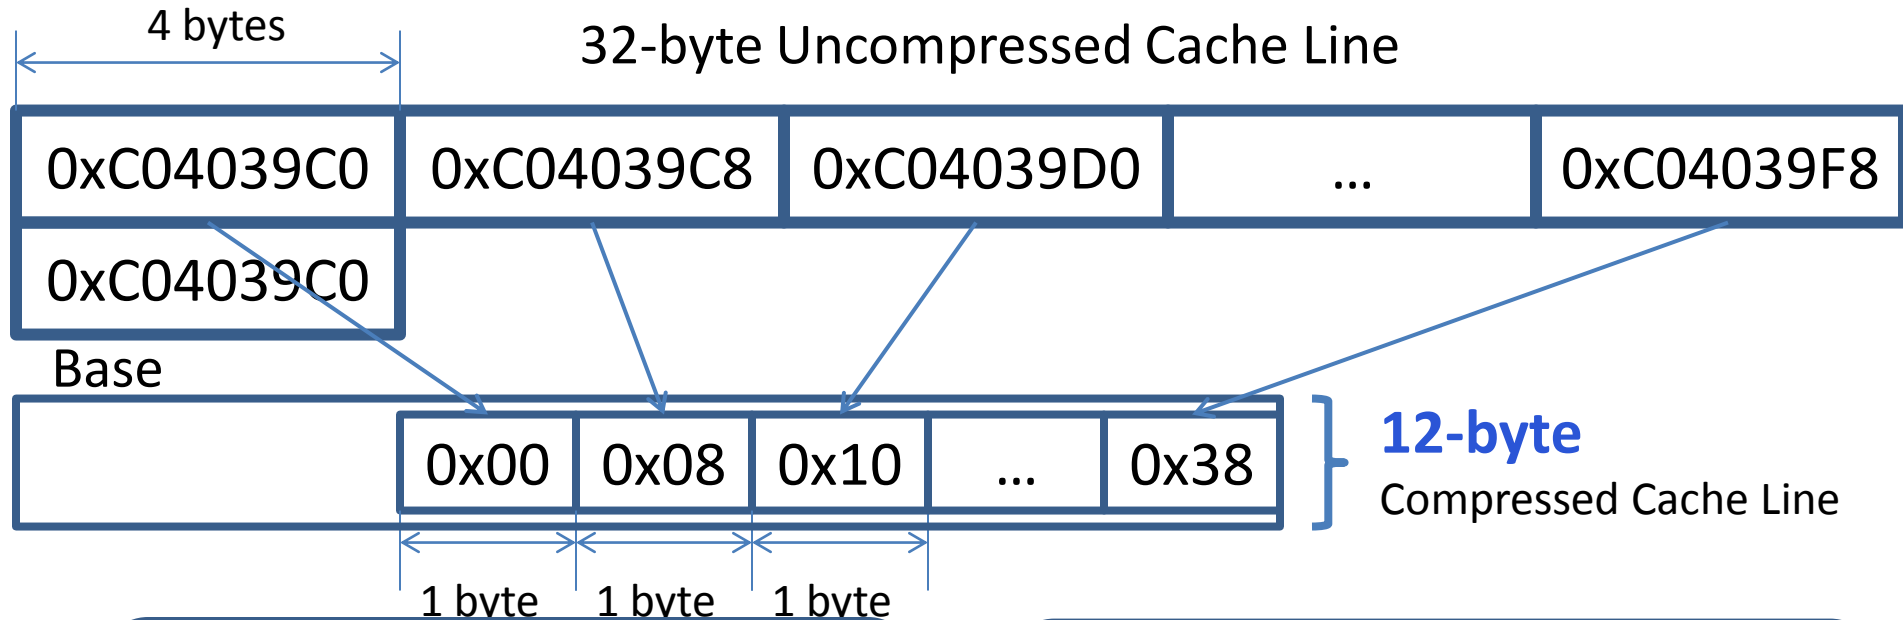 4 bytes
32-byte Uncompressed Cache Line
0xC04039C0 0xC04039C8 0xC04039D0 … 0xC04039F8
0xC04039C0
Base
0x00 0x08 0x10 … 0x38
12-byte
Compressed Cache Line
1 byte 1 byte 1 byte